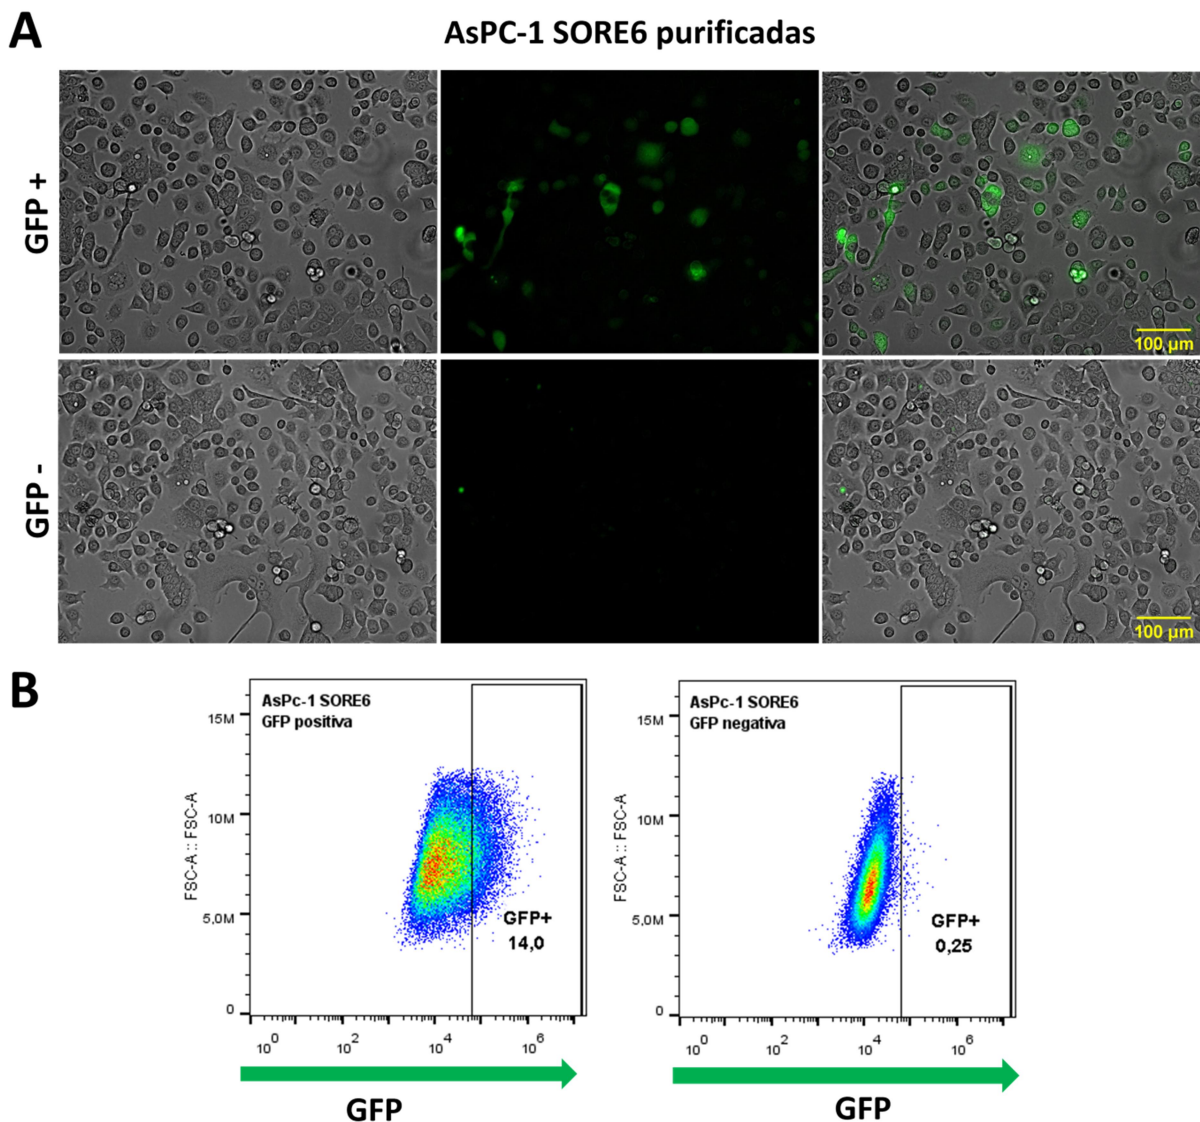 A
AsPC-1 SORE6 purificadas
GFP +
100 µm
GFP -
100 µm
B
AsPc-1 SORE6
GFP positiva
15M
10M
5,0M
0
FSC-A :: FSC-A
GFP+
14,0
10^0
10^2
10^4
10^6
GFP
AsPc-1 SORE6
GFP negativa
15M
10M
5,0M
0
FSC-A :: FSC-A
GFP+
0,25
10^0
10^2
10^4
10^6
GFP